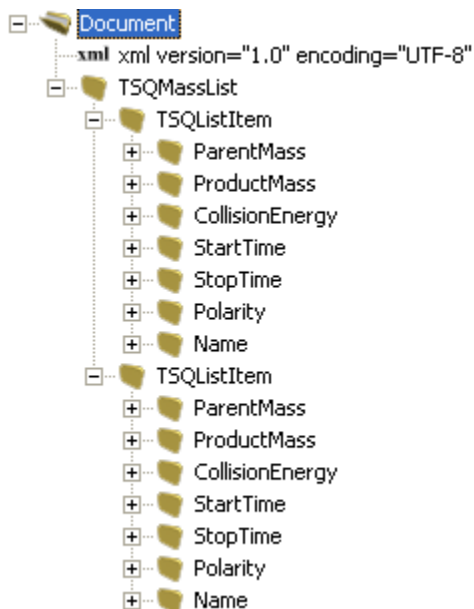 Document
xml xml version="1.0" encoding="UTF-8"
TSQMassList
TSQListItem
ParentMass
ProductMass
CollisionEnergy
StartTime
StopTime
Polarity
Name
TSQListItem
ParentMass
ProductMass
CollisionEnergy
StartTime
StopTime
Polarity
Name